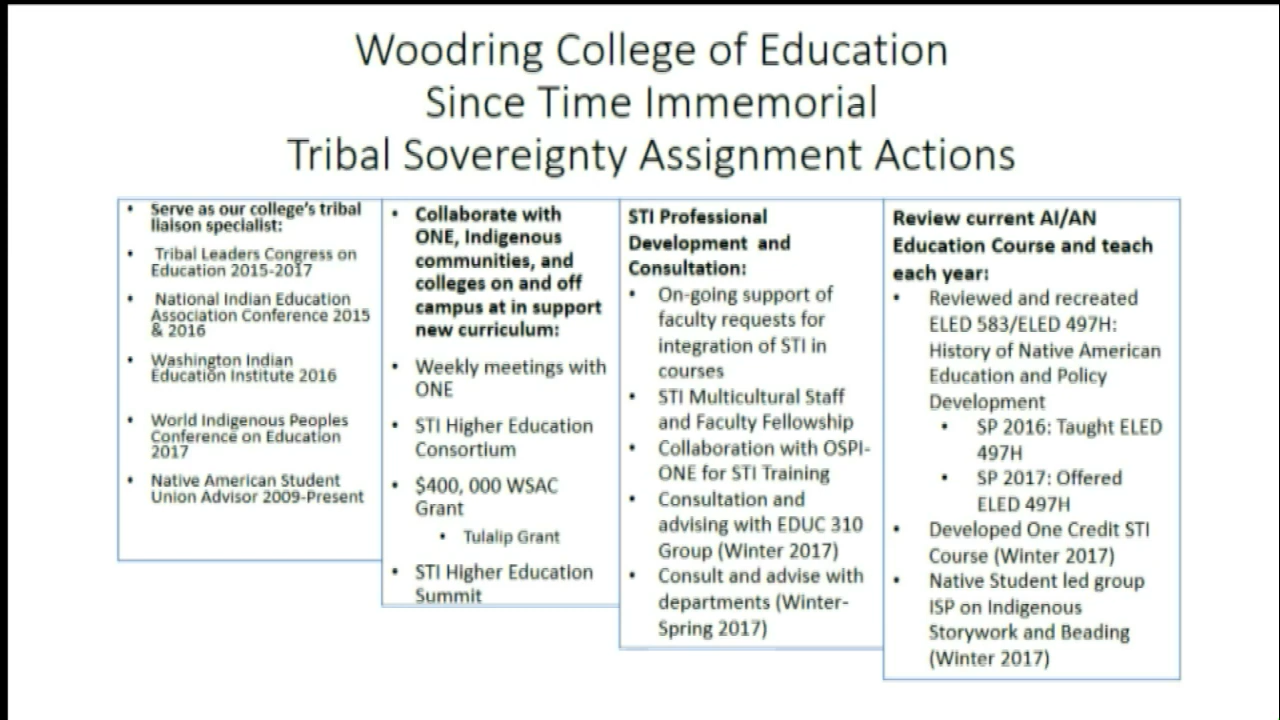 Woodring College of Education
Since Time Immemorial
Tribal Sovereignty Assignment Actions
• Serve as our college's tribal
liaison specialist:
• Tribal Leaders Congress on
Education 2015-2017
• National Indian Education
Association Conference 2015
& 2016
• Washington Indian
Education Institute 2016
• World Indigenous Peoples
Conference on Education
2017
• Native American Student
Union Advisor 2009-Present
• Collaborate with
ONE, Indigenous
communities, and
colleges on and off
campus at in support
new curriculum:
• Weekly meetings with
ONE
• STI Higher Education
Consortium
• $400, 000 WSAC
Grant
• Tulalip Grant
• STI Higher Education
Summit
STI Professional
Development and
Consultation:
• On-going support of
faculty requests for
integration of STI in
courses
• STI Multicultural Staff
and Faculty Fellowship
• Collaboration with OSPI-
ONE for STI Training
• Consultation and
advising with EDUC 310
Group (Winter 2017)
• Consult and advise with
departments (Winter-
Spring 2017)
Review current AI/AN
Education Course and teach
each year:
• Reviewed and recreated
ELED 583/ELED 497H:
History of Native American
Education and Policy
Development
• SP 2016: Taught ELED
497H
• SP 2017: Offered
ELED 497H
• Developed One Credit STI
Course (Winter 2017)
• Native Student led group
ISP on Indigenous
Storywork and Beading
(Winter 2017)